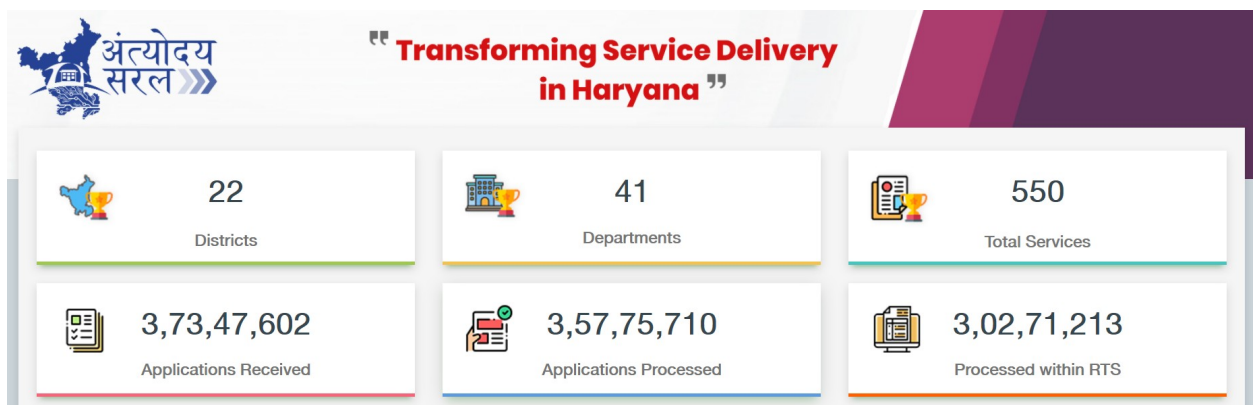 अंत्योदय
सरल
" Transforming Service Delivery
in Haryana "
22
Districts
41
Departments
550
Total Services
3,73,47,602
Applications Received
3,57,75,710
Applications Processed
3,02,71,213
Processed within RTS